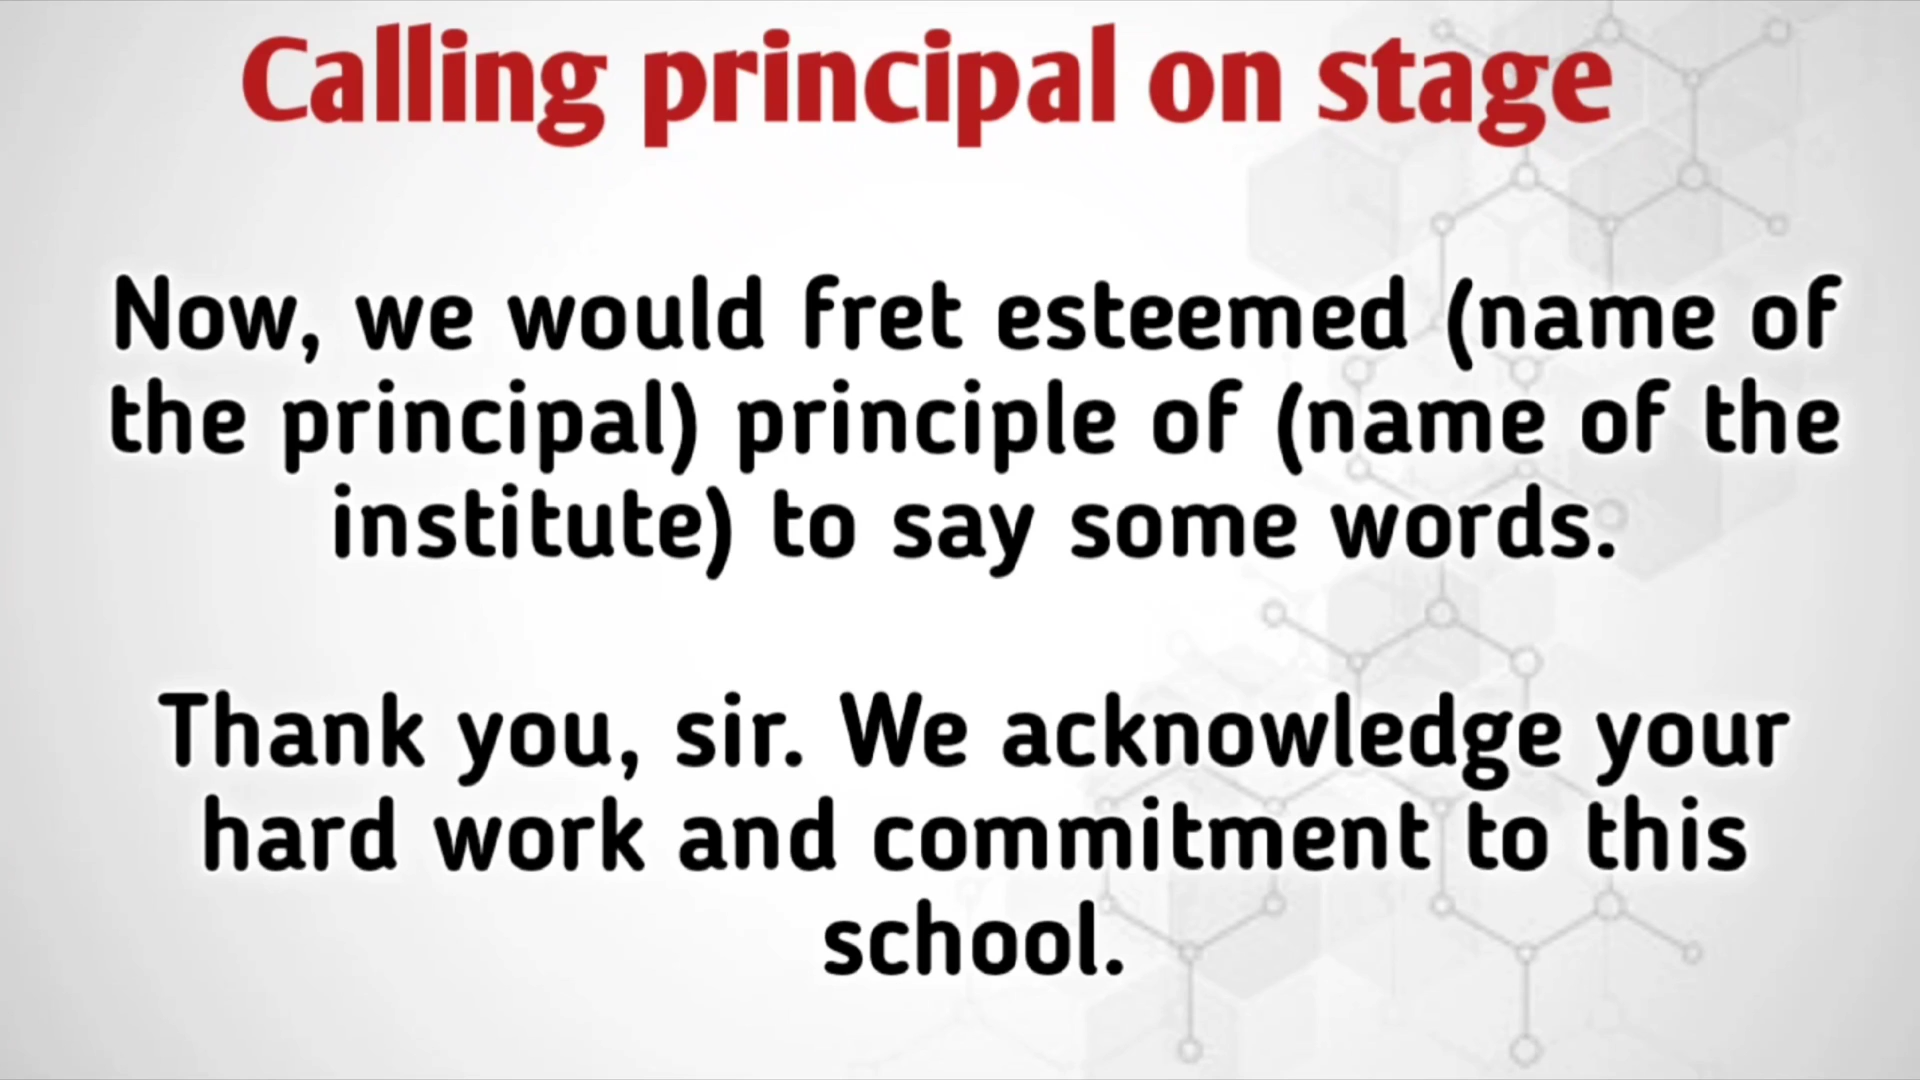 Calling principal on stage
Now, we would fret esteemed (name of
the principal) principle of (name of the
institute) to say some words.
Thank you, sir. We acknowledge your
hard work and commitment to this
school.